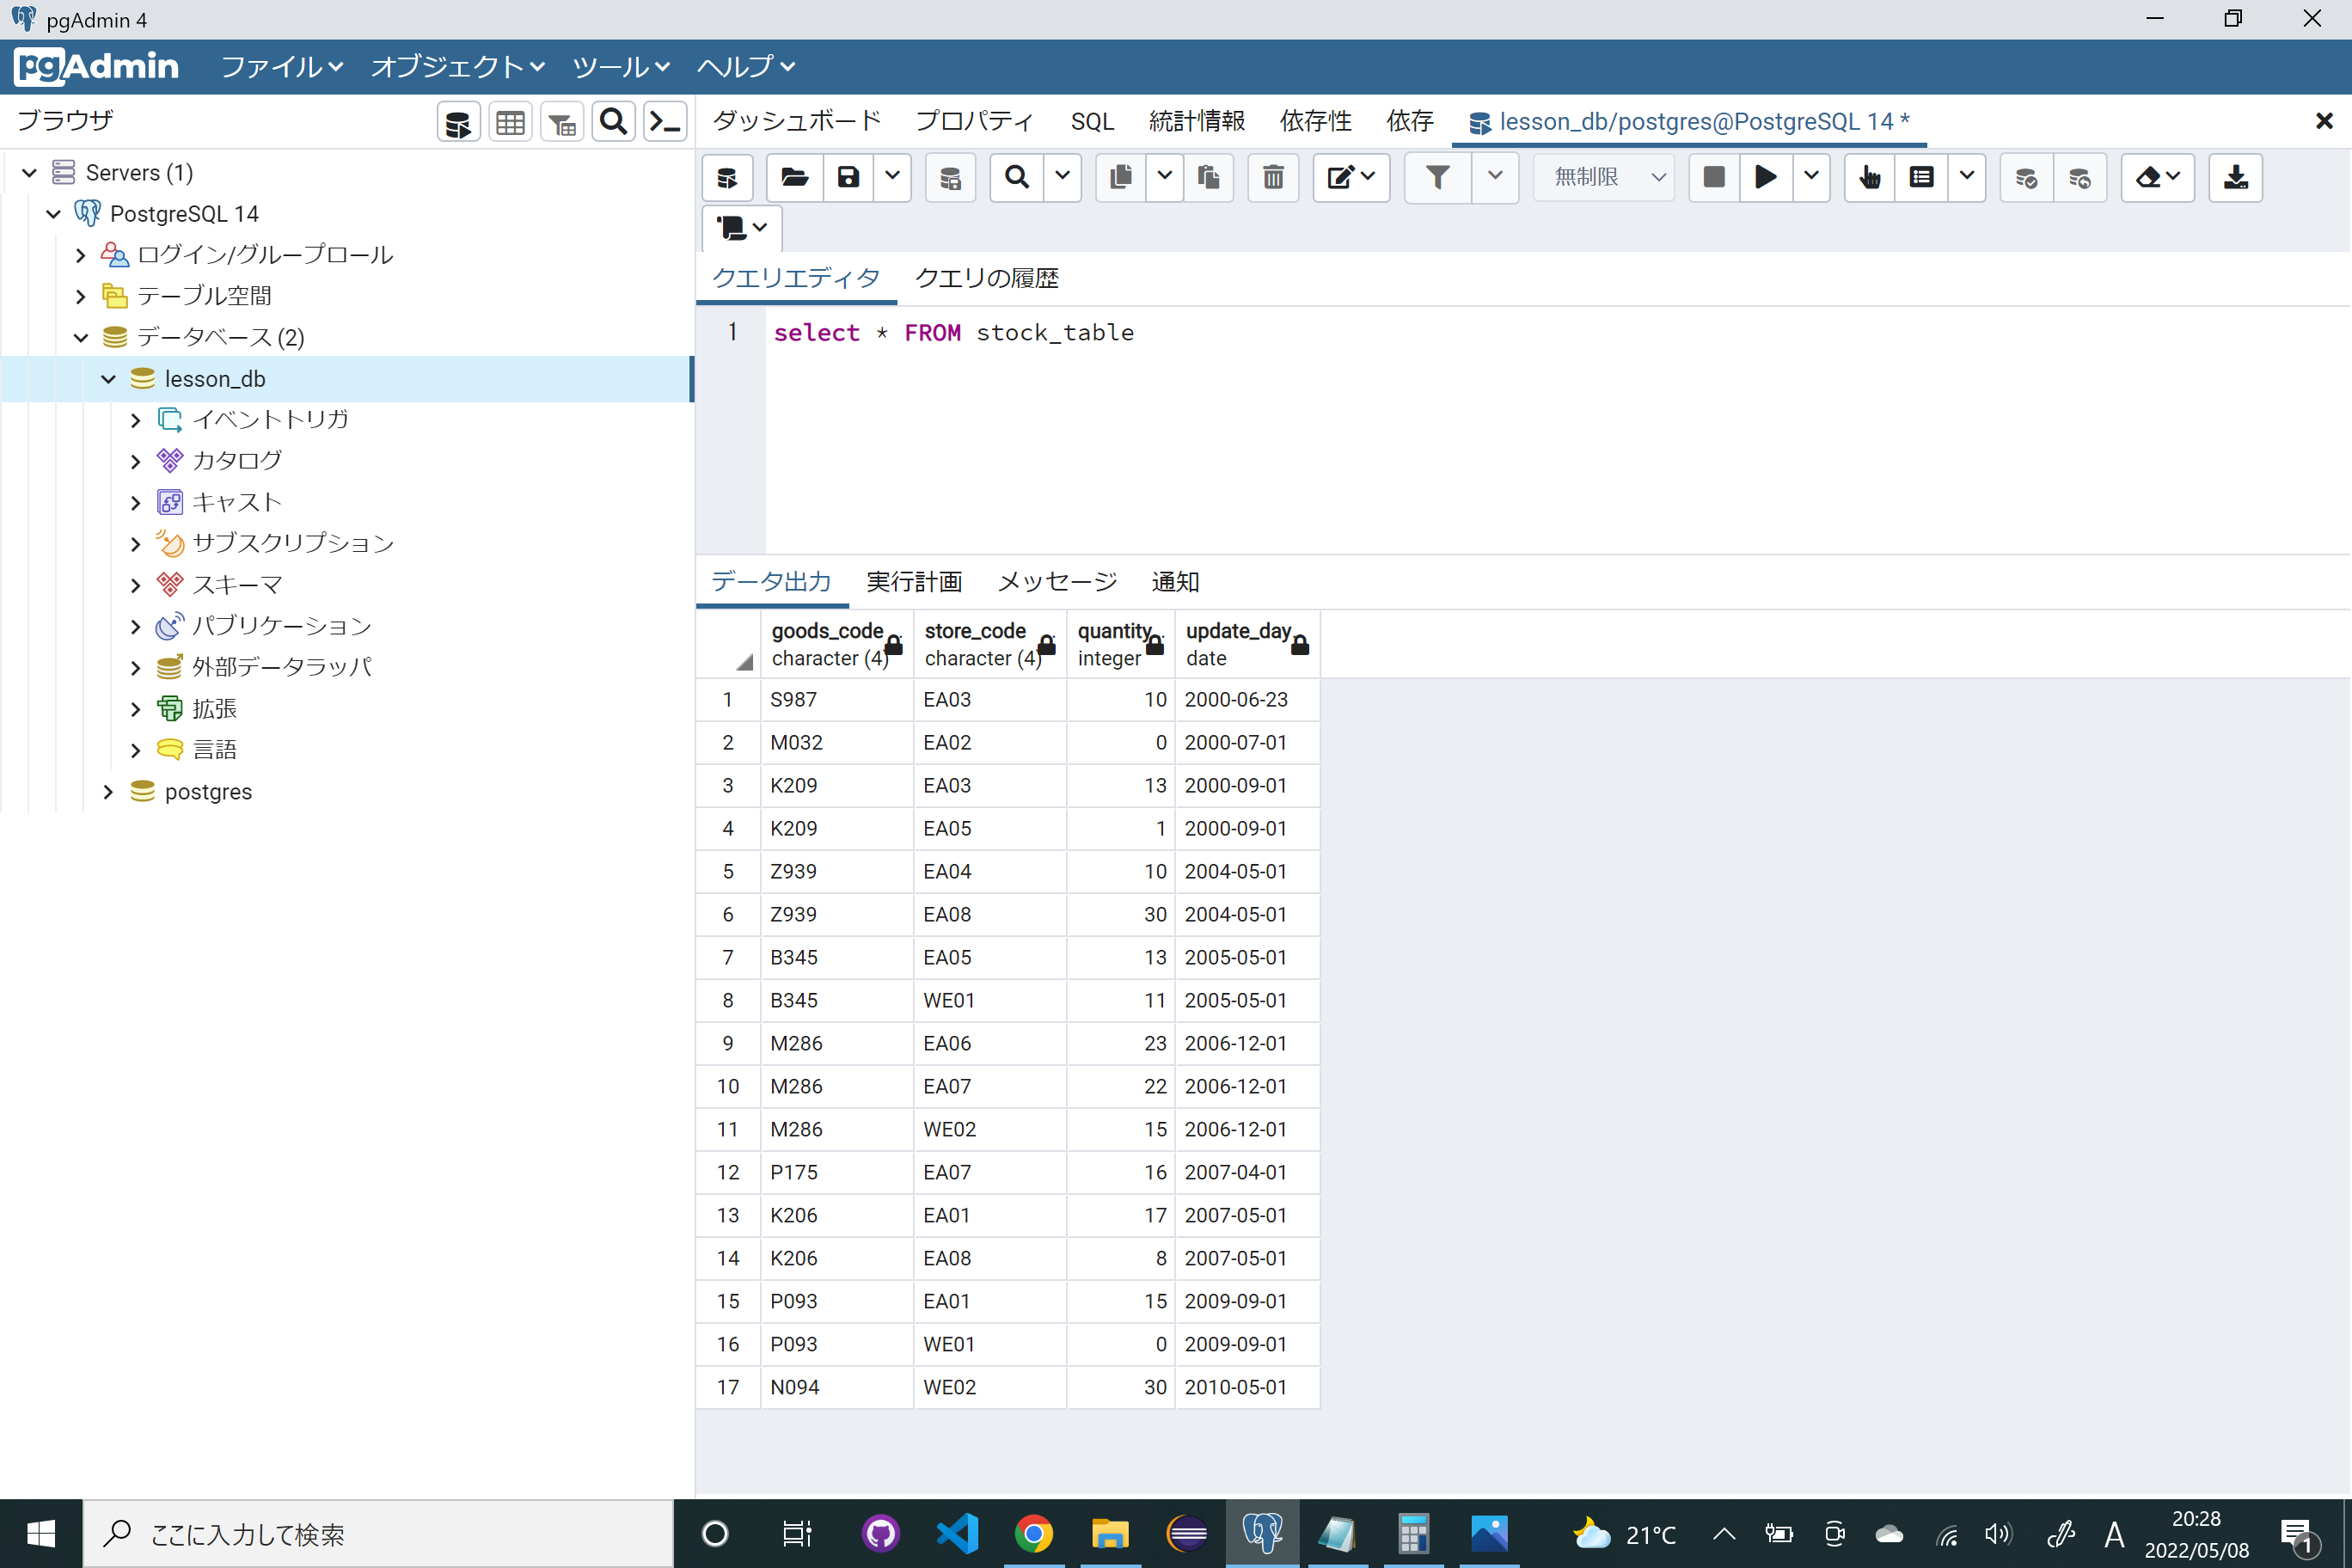 pgAdmin 4
pgAdmin ファイル オブジェクト ツール ヘルプ
ブラウザ
ダッシュボード プロパティ SQL 統計情報 依存性 依存 lesson_db/postgres@PostgreSQL 14 *
Servers (1)
PostgreSQL 14
ログイン/グループロール
テーブル空間
データベース (2)
lesson_db
イベントトリガ
カタログ
キャスト
サブスクリプション
スキーマ
パブリケーション
外部データラッパ
拡張
言語
postgres
無制限
クエリエディタ クエリの履歴
1 select * FROM stock_table
データ出力 実行計画 メッセージ 通知
goods_code store_code quantity update_day
character (4) character (4) integer date
1 S987 EA03 10 2000-06-23
2 M032 EA02 0 2000-07-01
3 K209 EA03 13 2000-09-01
4 K209 EA05 1 2000-09-01
5 Z939 EA04 10 2004-05-01
6 Z939 EA08 30 2004-05-01
7 B345 EA05 13 2005-05-01
8 B345 WE01 11 2005-05-01
9 M286 EA06 23 2006-12-01
10 M286 EA07 22 2006-12-01
11 M286 WE02 15 2006-12-01
12 P175 EA07 16 2007-04-01
13 K206 EA01 17 2007-05-01
14 K206 EA08 8 2007-05-01
15 P093 EA01 15 2009-09-01
16 P093 WE01 0 2009-09-01
17 N094 WE02 30 2010-05-01
ここに入力して検索
21°C
A
20:28
2022/05/08
1